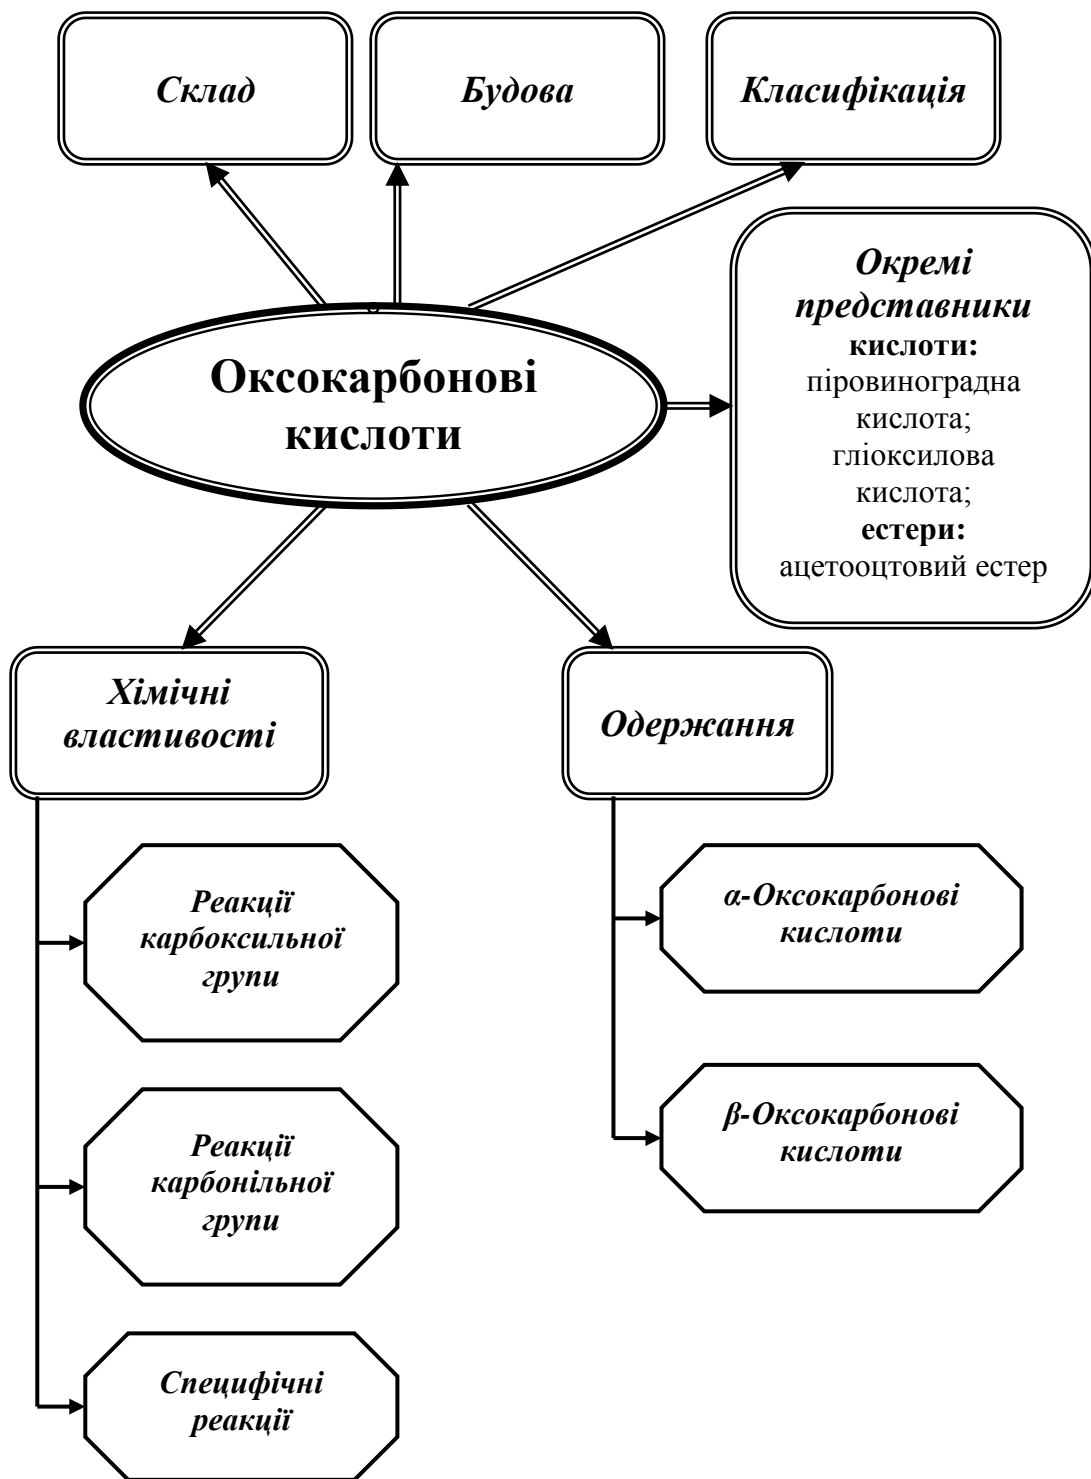 Склад
Будова
Класифікація
Окремі
представники
кислоти:
піровиноградна
кислота;
гліоксилова
кислота;
естери:
ацетооцтовий естер
Оксокарбонові
кислоти
Хімічні
властивості
Одержання
Реакції
карбоксильної
групи
Реакції
карбонільної
групи
Специфічні
реакції
α-Оксокарбонові
кислоти
β-Оксокарбонові
кислоти